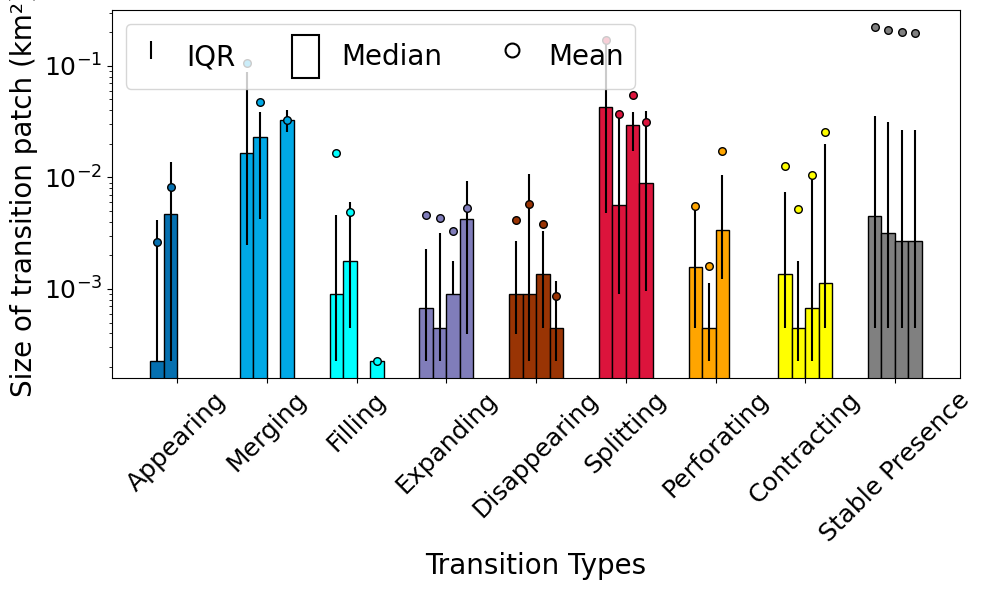 IQR
Median
Mean
Size of transition patch (km²)
10⁻¹
10⁻²
10⁻³
Appearing
Merging
Filling
Expanding
Disappearing
Splitting
Perforating
Contracting
Stable Presence
Transition Types